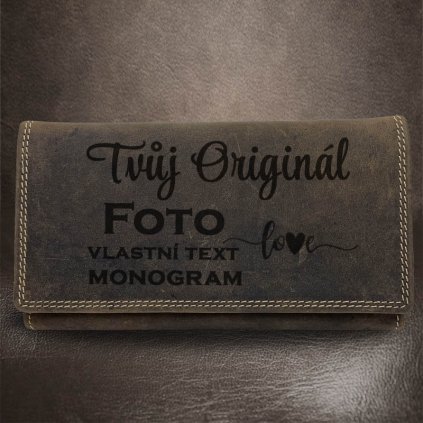 Tvůj Originál
FOTO
love
VLASTNÍ TEXT
MONOGRAM